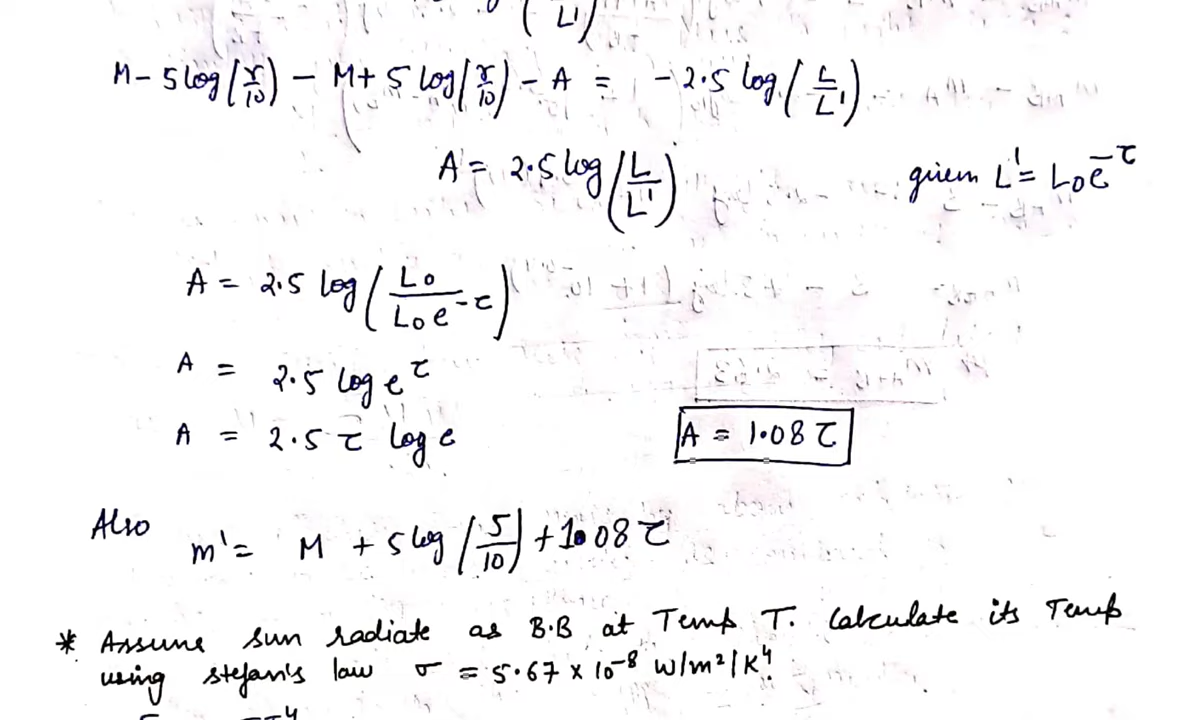 (L')
M - 5 log(r/10) - M + 5 log(r/10) - A = - 2.5 log (L/L')
A = 2.5 log (L/L') given L' = L0 e^-τ
A = 2.5 log (L0 / L0 e^-τ)
A = 2.5 log e^τ
A = 2.5 τ log e A = 1.08 τ
Also m' = M + 5 log (5/10) + 1.08 τ
* Assume sun radiate as B.B at Temp T. Calculate its Temp
using stefan's law σ = 5.67 x 10^-8 W/m²/K⁴.